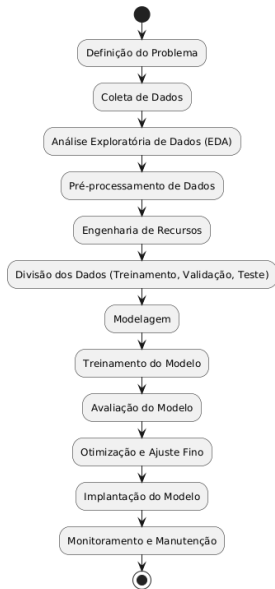 Definição do Problema
Coleta de Dados
Análise Exploratória de Dados (EDA)
Pré-processamento de Dados
Engenharia de Recursos
Divisão dos Dados (Treinamento, Validação, Teste)
Modelagem
Treinamento do Modelo
Avaliação do Modelo
Otimização e Ajuste Fino
Implantação do Modelo
Monitoramento e Manutenção